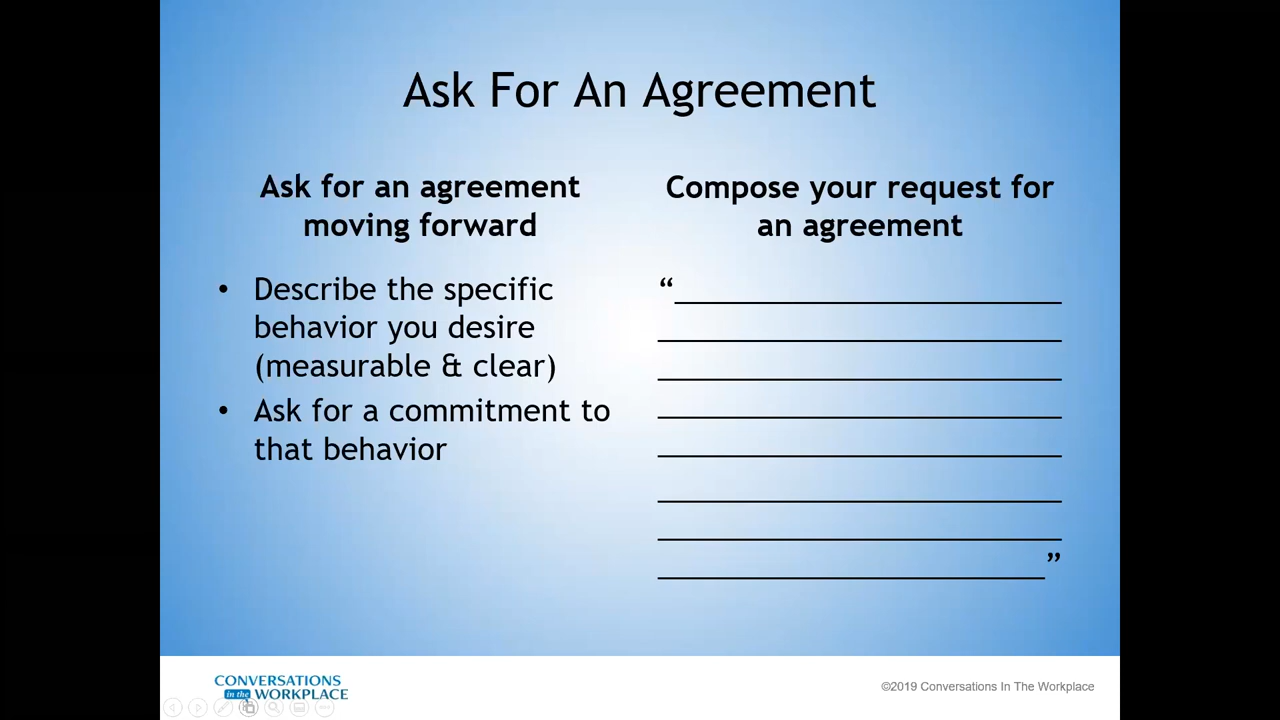 Ask For An Agreement
Ask for an agreement
moving forward
• Describe the specific
behavior you desire
(measurable & clear)
• Ask for a commitment to
that behavior
Compose your request for
an agreement
“
”
CONVERSATIONS
in the WORKPLACE
©2019 Conversations In The Workplace